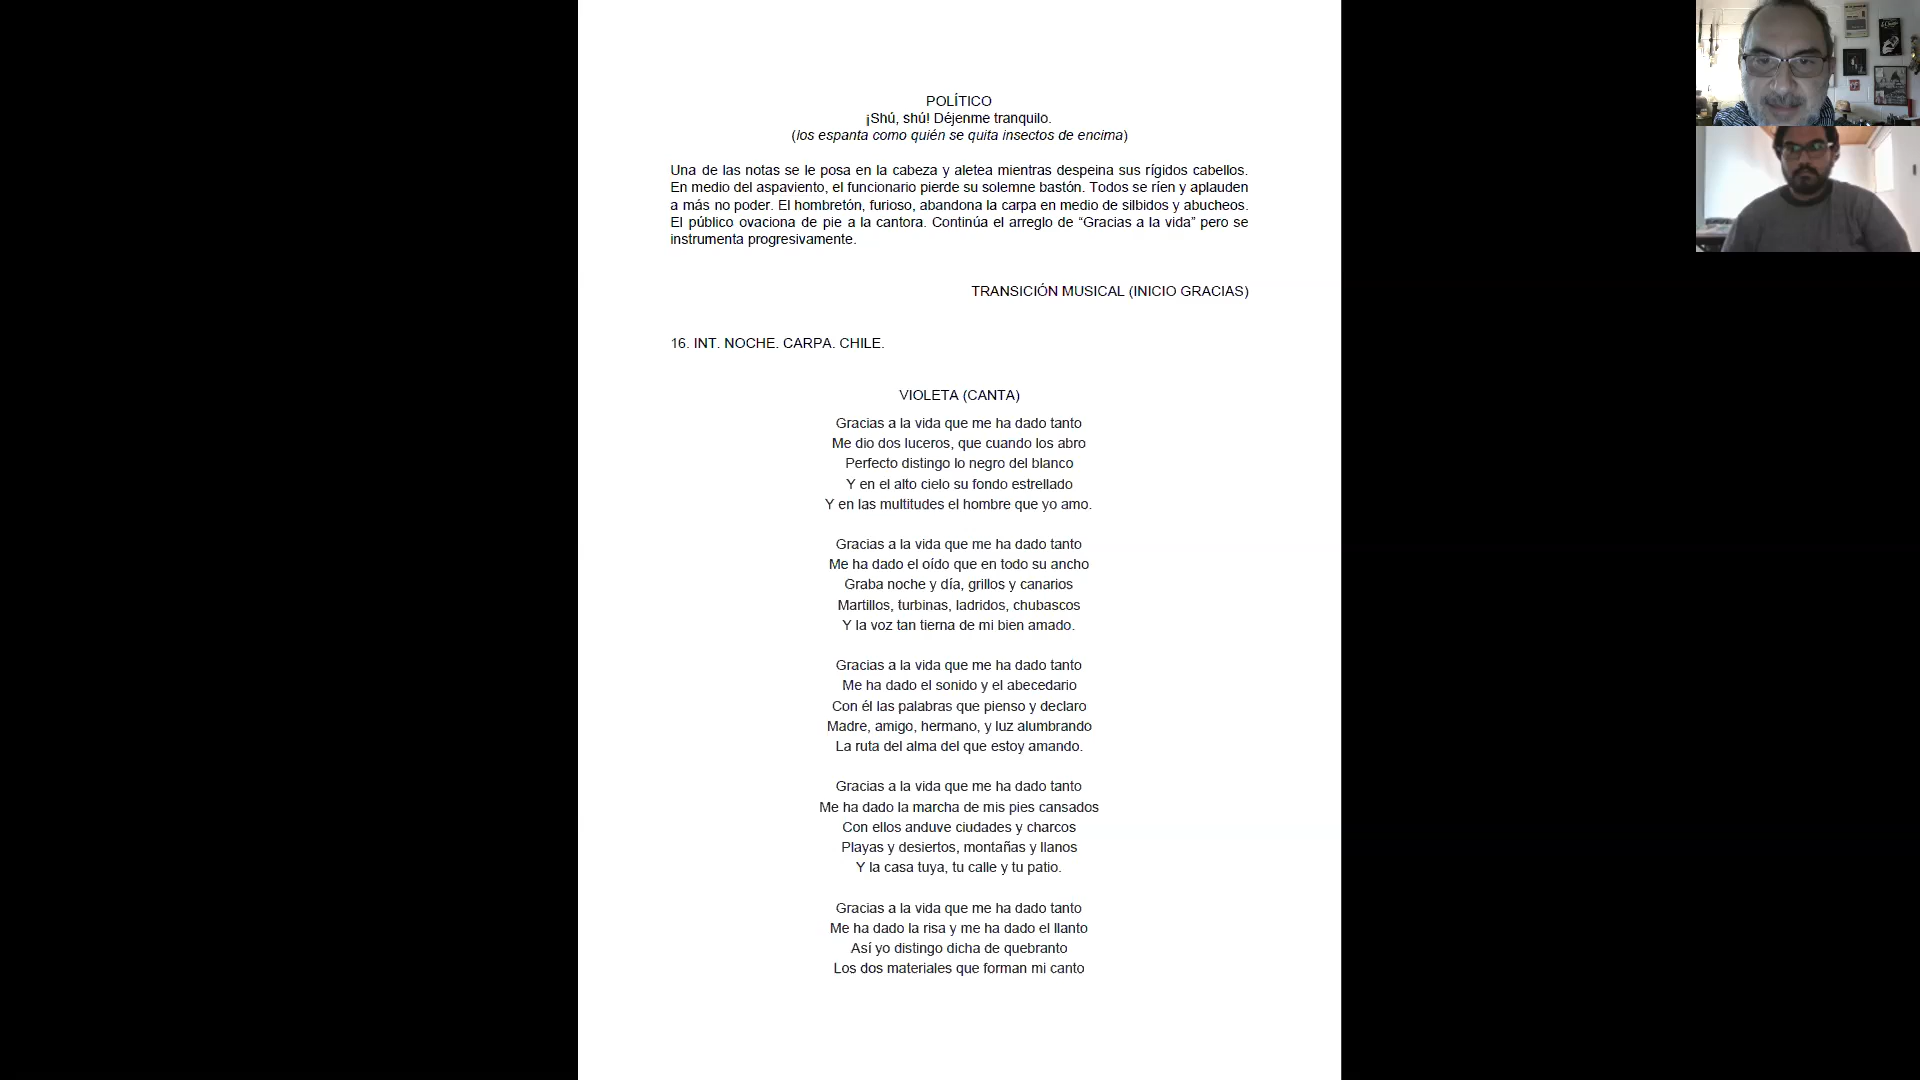 POLÍTICO
¡Shú, shú! Déjenme tranquilo.
(los espanta como quién se quita insectos de encima)
Una de las notas se le posa en la cabeza y aletea mientras despeina sus rígidos cabellos.
En medio del aspaviento, el funcionario pierde su solemne bastón. Todos se ríen y aplauden
a más no poder. El hombretón, furioso, abandona la carpa en medio de silbidos y abucheos.
El público ovaciona de pie a la cantora. Continúa el arreglo de “Gracias a la vida” pero se
instrumenta progresivamente.
TRANSICIÓN MUSICAL (INICIO GRACIAS)
16. INT. NOCHE. CARPA. CHILE.
VIOLETA (CANTA)
Gracias a la vida que me ha dado tanto
Me dio dos luceros, que cuando los abro
Perfecto distingo lo negro del blanco
Y en el alto cielo su fondo estrellado
Y en las multitudes el hombre que yo amo.
Gracias a la vida que me ha dado tanto
Me ha dado el oído que en todo su ancho
Graba noche y día, grillos y canarios
Martillos, turbinas, ladridos, chubascos
Y la voz tan tierna de mi bien amado.
Gracias a la vida que me ha dado tanto
Me ha dado el sonido y el abecedario
Con él las palabras que pienso y declaro
Madre, amigo, hermano, y luz alumbrando
La ruta del alma del que estoy amando.
Gracias a la vida que me ha dado tanto
Me ha dado la marcha de mis pies cansados
Con ellos anduve ciudades y charcos
Playas y desiertos, montañas y llanos
Y la casa tuya, tu calle y tu patio.
Gracias a la vida que me ha dado tanto
Me ha dado la risa y me ha dado el llanto
Así yo distingo dicha de quebranto
Los dos materiales que forman mi canto